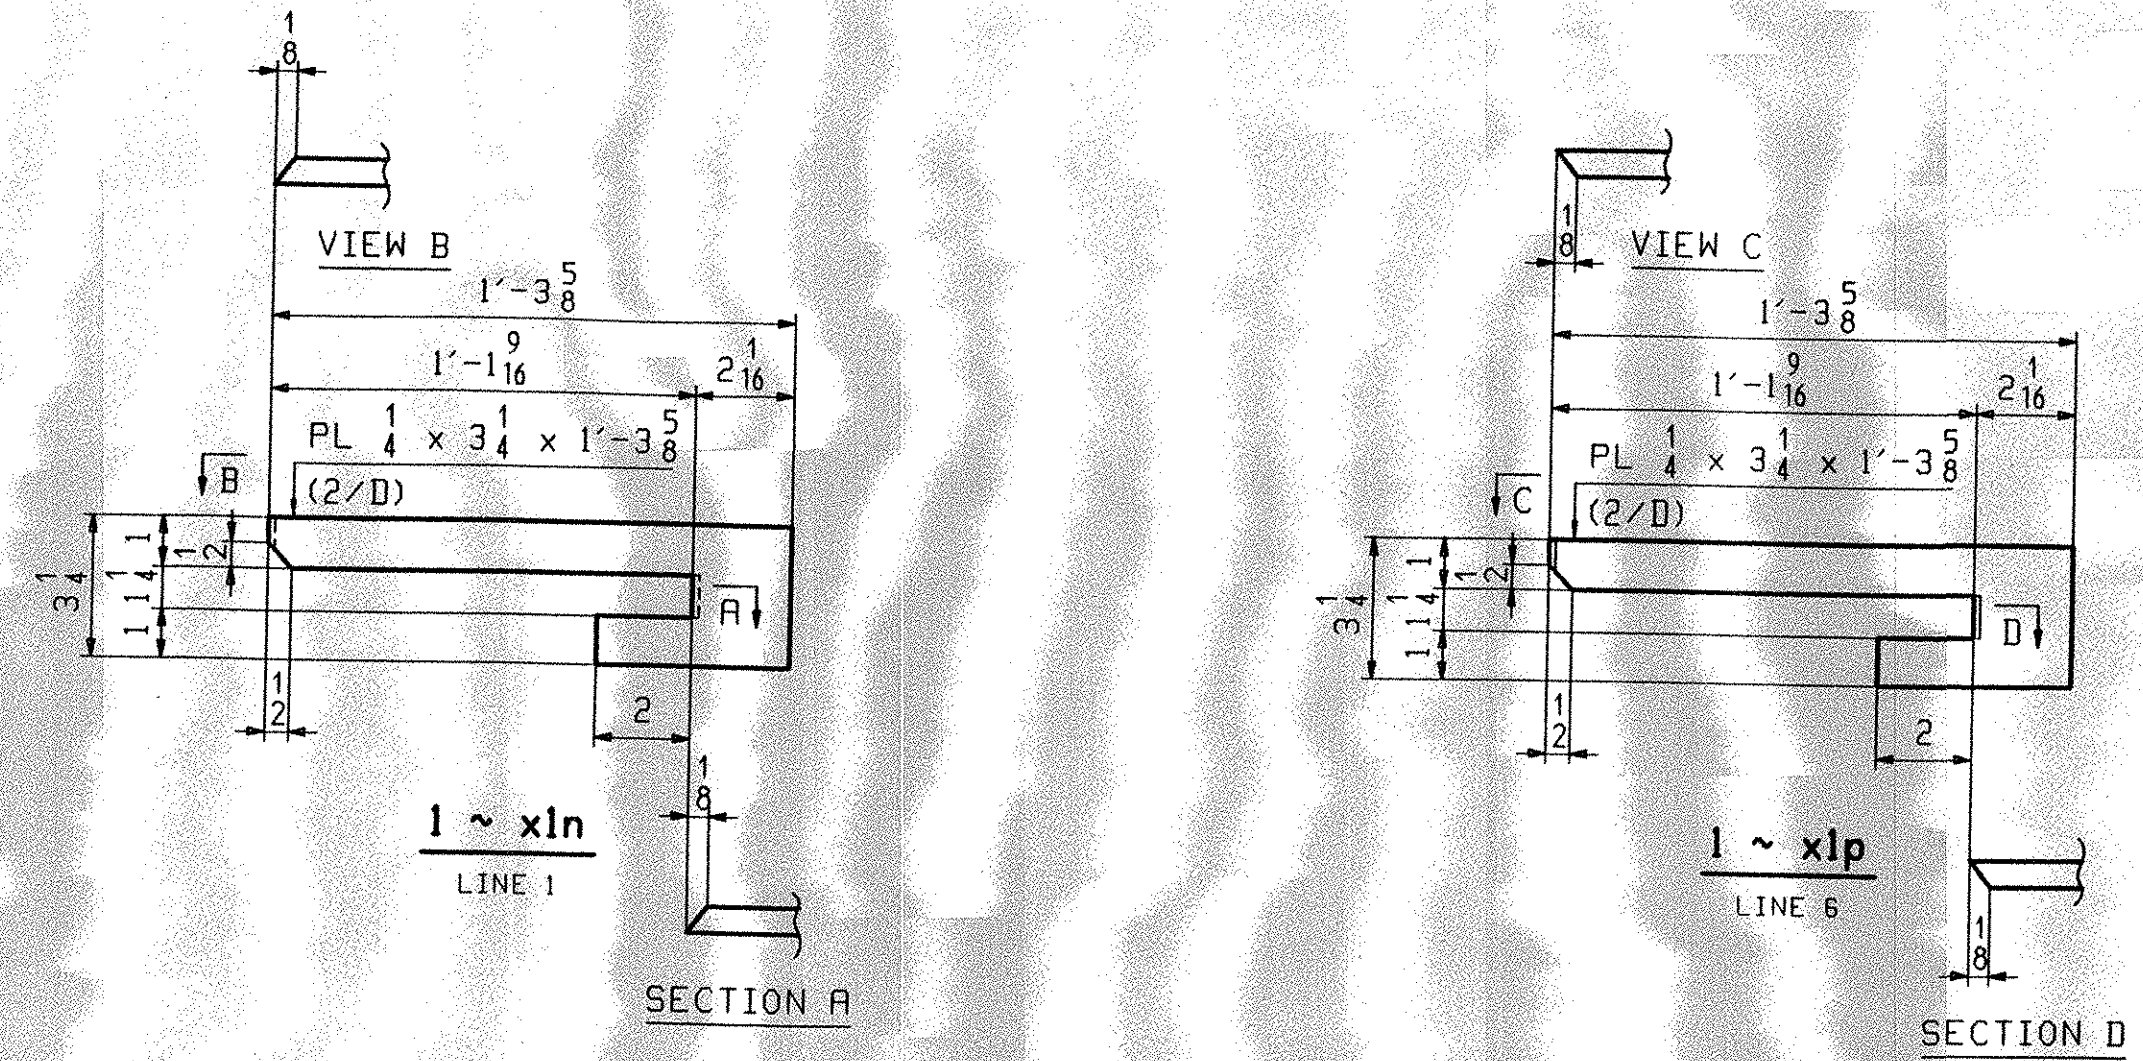 1/8
VIEW B
1'-3 5/8
1'-1 9/16
2 1/16
PL 1/4 x 3 1/4 x 1'-3 5/8
(2/D)
B
3 1/4
1
1/2
1 1/4
1
A
1/2
2
1/8
1 ~ x1n
LINE 1
SECTION A
1/8
VIEW C
1'-3 5/8
1'-1 9/16
2 1/16
PL 1/4 x 3 1/4 x 1'-3 5/8
(2/D)
C
3 1/4
1
1/2
1 1/4
1
D
1/2
2
1 ~ x1p
LINE 6
1/8
SECTION D